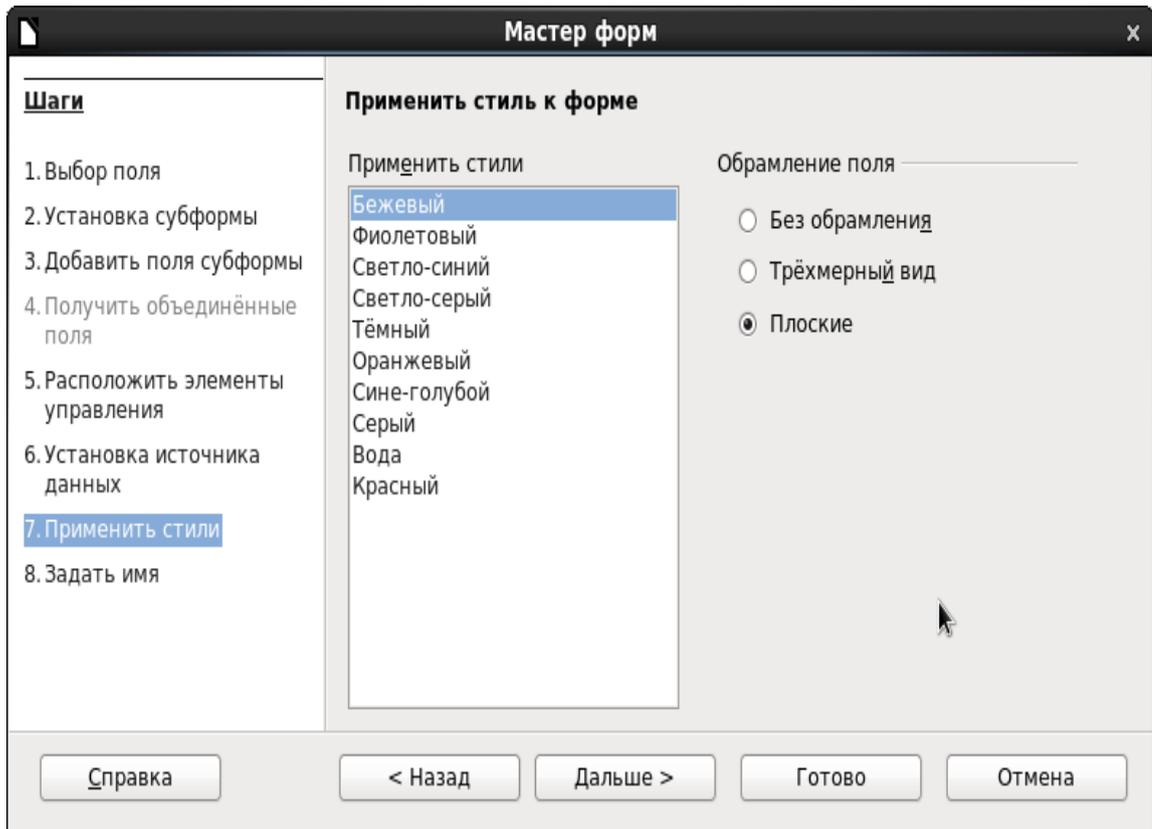 Мастер форм
x
Шаги
1. Выбор поля
2. Установка субформы
3. Добавить поля субформы
4. Получить объединённые
поля
5. Расположить элементы
управления
6. Установка источника
данных
7. Применить стили
8. Задать имя
Применить стиль к форме
Применить стили
Бежевый
Фиолетовый
Светло-синий
Светло-серый
Тёмный
Оранжевый
Сине-голубой
Серый
Вода
Красный
Обрамление поля
Без обрамления
Трёхмерный вид
Плоские
Справка
< Назад
Дальше >
Готово
Отмена